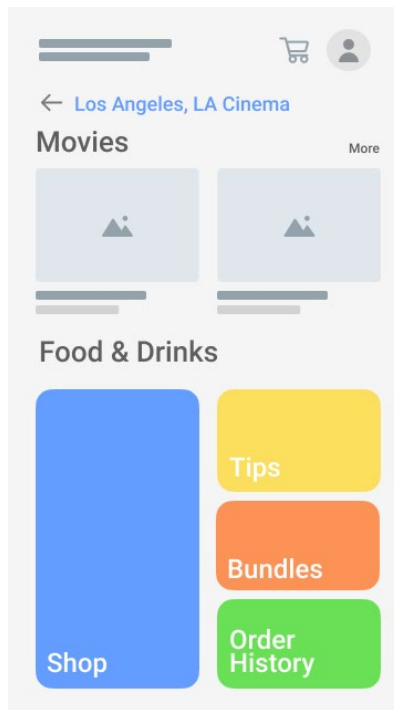 Los Angeles, LA Cinema
Movies
More
Food & Drinks
Tips
Bundles
Shop
Order
History